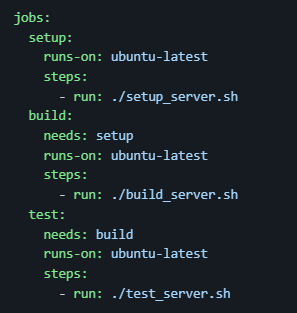 jobs:
  setup:
    runs-on: ubuntu-latest
    steps:
      - run: ./setup_server.sh
  build:
    needs: setup
    runs-on: ubuntu-latest
    steps:
      - run: ./build_server.sh
  test:
    needs: build
    runs-on: ubuntu-latest
    steps:
      - run: ./test_server.sh